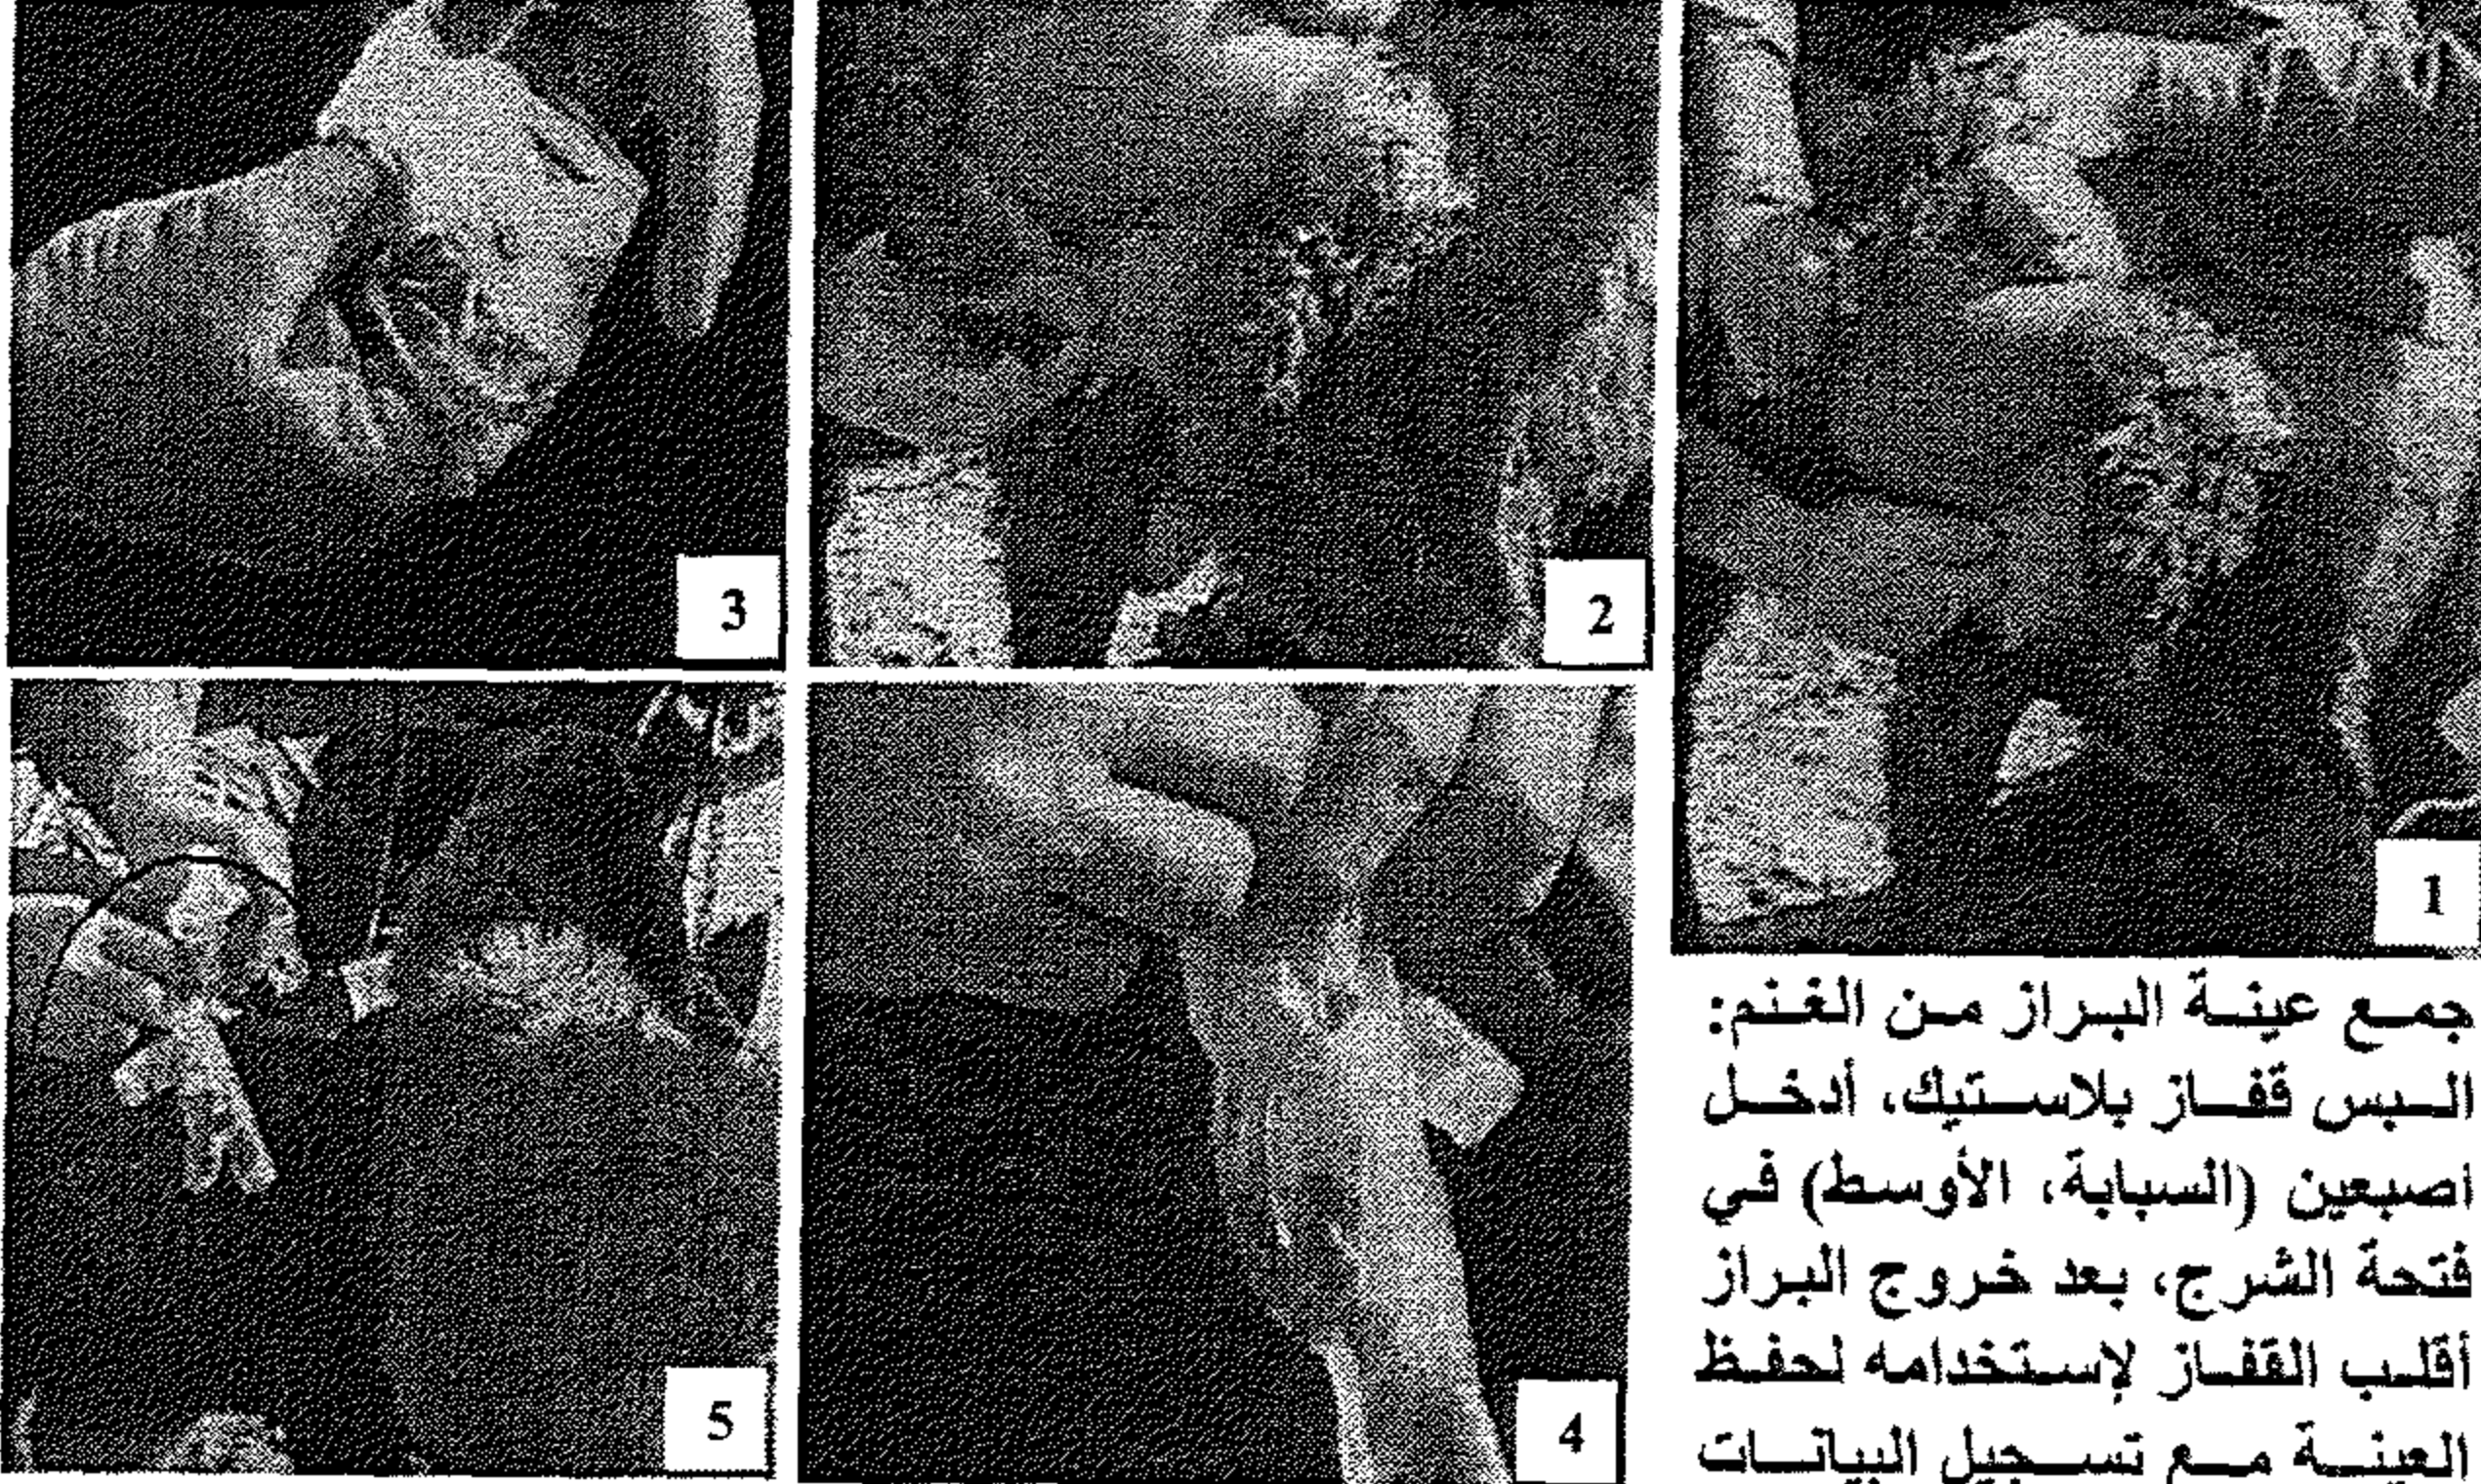 3
2
1
5
4
جمع عينة البراز من الغنم:
البس قفاز بلاستيك، أدخل
اصبعين (السبابة، الأوسط) في
فتحة الشرج، بعد خروج البراز
أقلب القفاز لإستخدامه لحفظ
العينة مع تسجيل البيانات